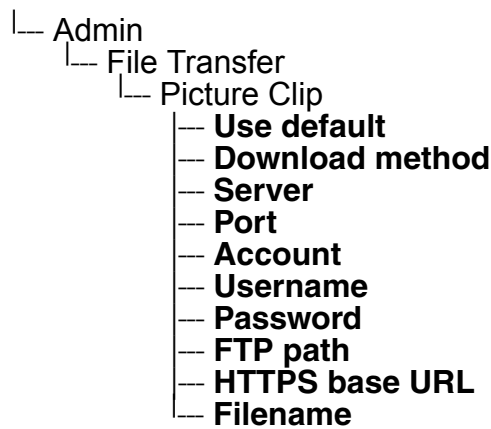 Admin
File Transfer
Picture Clip
Use default
Download method
Server
Port
Account
Username
Password
FTP path
HTTPS base URL
Filename